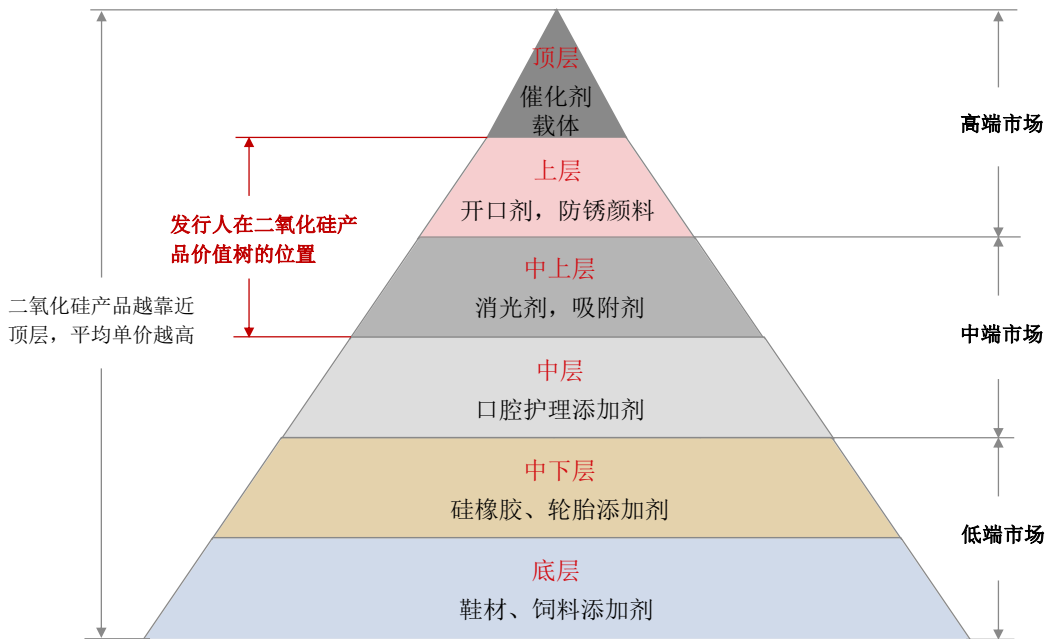 顶层
催化剂
载体
高端市场
上层
开口剂，防锈颜料
发行人在二氧化硅产
品价值树的位置
中上层
消光剂，吸附剂
二氧化硅产品越靠近
顶层，平均单价越高
中端市场
中层
口腔护理添加剂
中下层
硅橡胶、轮胎添加剂
低端市场
底层
鞋材、饲料添加剂